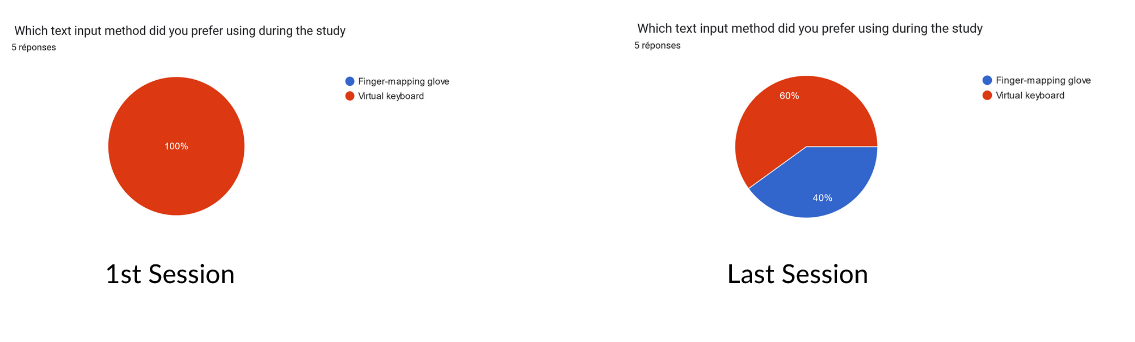 Which text input method did you prefer using during the study
5 réponses
Finger-mapping glove
Virtual keyboard
100%
1st Session
Which text input method did you prefer using during the study
5 réponses
Finger-mapping glove
Virtual keyboard
60%
40%
Last Session